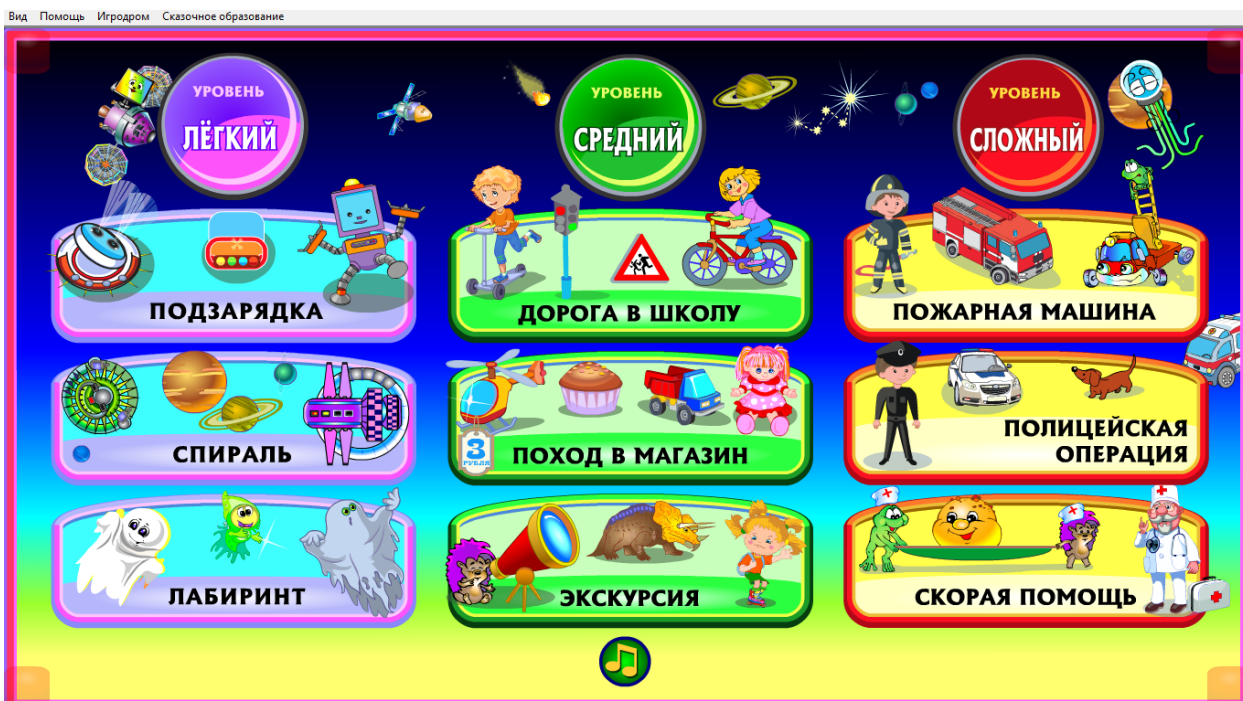 Вид Помощь Игродром Сказочное образование
УРОВЕНЬ
ЛЁГКИЙ
УРОВЕНЬ
СРЕДНИЙ
УРОВЕНЬ
СЛОЖНЫЙ
ПОДЗАРЯДКА
ДОРОГА В ШКОЛУ
ПОЖАРНАЯ МАШИНА
СПИРАЛЬ
3
РУБЛЯ
ПОХОД В МАГАЗИН
ПОЛИЦЕЙСКАЯ
ОПЕРАЦИЯ
ЛАБИРИНТ
ЭКСКУРСИЯ
СКОРАЯ ПОМОЩЬ